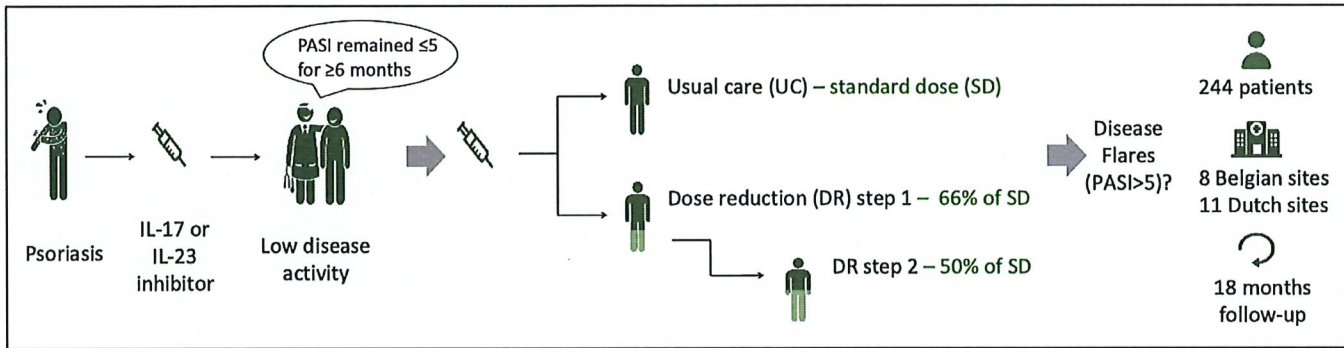 PASI remained ≤5
for ≥6 months
Psoriasis
IL-17 or
IL-23
inhibitor
Low disease
activity
Usual care (UC) – standard dose (SD)
Dose reduction (DR) step 1 – 66% of SD
DR step 2 – 50% of SD
Disease
Flares
(PASI>5)?
244 patients
8 Belgian sites
11 Dutch sites
18 months
follow-up